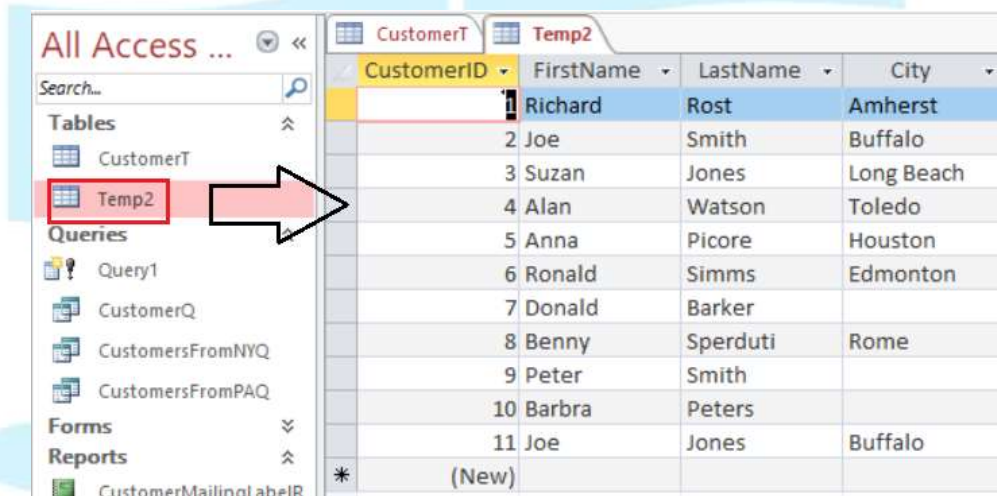 All Access ... «
Search...
Tables
CustomerT
Temp2
Queries
Query1
CustomerQ
CustomersFromNYQ
CustomersFromPAQ
Forms
Reports
CustomerMailingLabelR
CustomerT Temp2
CustomerID FirstName LastName City
1 Richard Rost Amherst
2 Joe Smith Buffalo
3 Suzan Jones Long Beach
4 Alan Watson Toledo
5 Anna Picore Houston
6 Ronald Simms Edmonton
7 Donald Barker
8 Benny Sperduti Rome
9 Peter Smith
10 Barbra Peters
11 Joe Jones Buffalo
* (New)